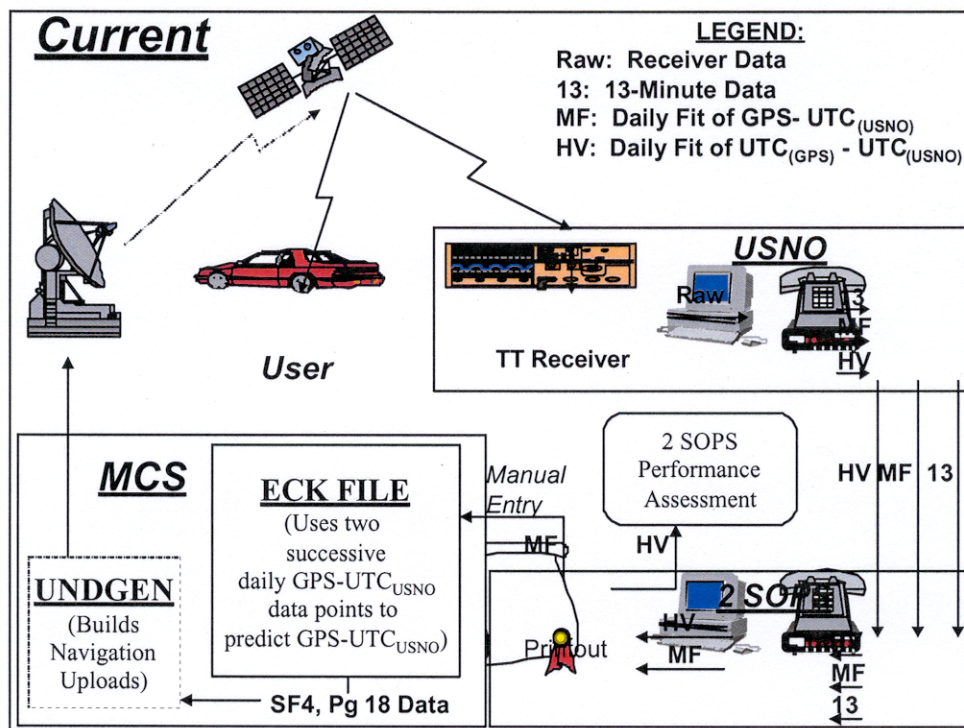 Current
LEGEND:
Raw: Receiver Data
13: 13-Minute Data
MF: Daily Fit of GPS- UTC(USNO)
HV: Daily Fit of UTC(GPS) - UTC(USNO)
USNO
Raw
13
MF
HV
TT Receiver
User
MCS
ECK FILE
(Uses two
successive
daily GPS-UTCUSNO
data points to
predict GPS-UTCUSNO)
UNDGEN
(Builds
Navigation
Uploads)
SF4, Pg 18 Data
Manual
Entry
MF
2 SOPS
Performance
Assessment
HV
HV MF 13
2 SOPS
Printout
HV
MF
MF
13